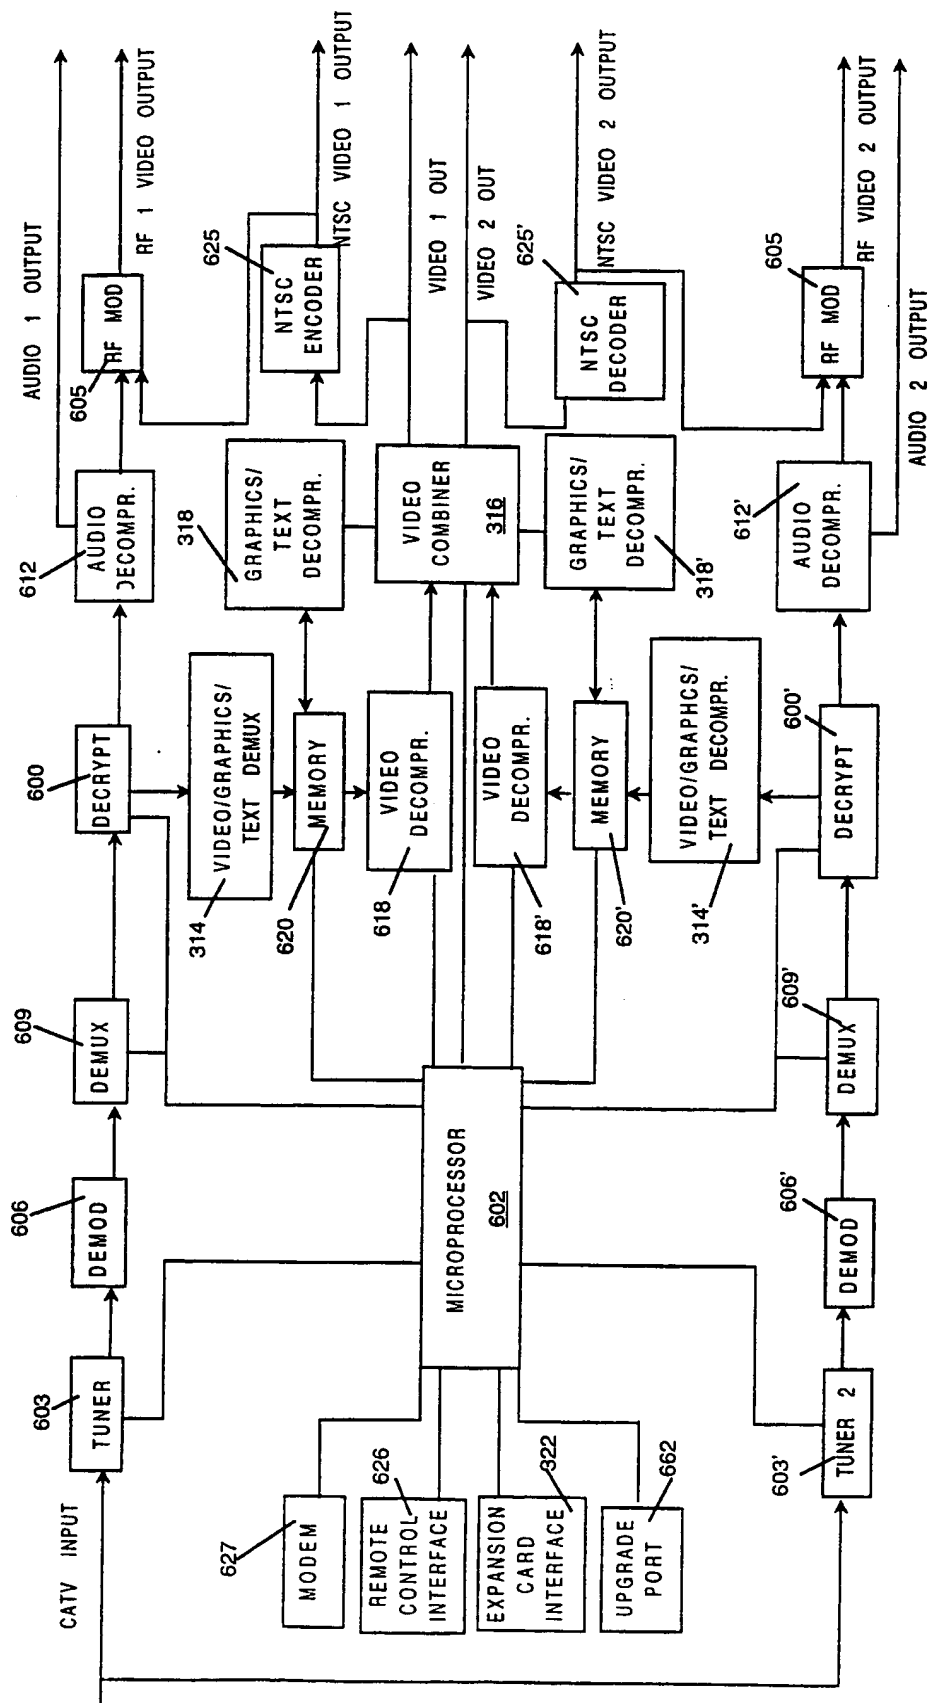 CATV INPUT
603
TUNER
606
DEMOD
609
DEMUX
600
DECRYPT
612
AUDIO
DECOMPR.
605
RF MOD
AUDIO 1 OUTPUT
RF 1 VIDEO OUTPUT
314
VIDEO/GRAPHICS/
TEXT DEMUX
318
GRAPHICS/
TEXT
DECOMPR.
625
NTSC
ENCODER
NTSC VIDEO 1 OUTPUT
620
MEMORY
618
VIDEO
DECOMPR.
VIDEO
COMBINER
316
VIDEO 1 OUT
VIDEO 2 OUT
627
MODEM
626
REMOTE
CONTROL
INTERFACE
322
EXPANSION
CARD
INTERFACE
662
UPGRADE
PORT
MICROPROCESSOR
602
618'
VIDEO
DECOMPR.
620'
MEMORY
318'
GRAPHICS/
TEXT
DECOMPR.
625'
NTSC
DECODER
NTSC VIDEO 2 OUTPUT
314'
VIDEO/GRAPHCS/
TEXT DECOMPR.
603'
TUNER 2
606'
DEMOD
609'
DEMUX
600'
DECRYPT
612'
AUDIO
DECOMPR.
605
RF MOD
RF VIDEO 2 OUTPUT
AUDIO 2 OUTPUT